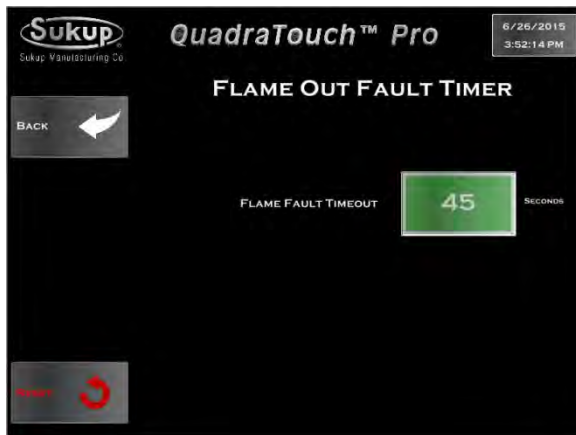 Sukup
Sukup Manufacturing Co.
QuadraTouch™ Pro
6/26/2015
3:52:14 PM
FLAME OUT FAULT TIMER
BACK
FLAME FAULT TIMEOUT
45
SECONDS